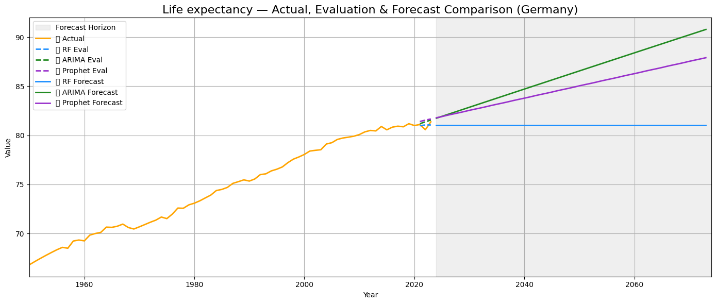 Life expectancy — Actual, Evaluation & Forecast Comparison (Germany)
Forecast Horizon
▯ Actual
▯ RF Eval
▯ ARIMA Eval
▯ Prophet Eval
▯ RF Forecast
▯ ARIMA Forecast
▯ Prophet Forecast
90
85
80
75
70
Value
1960
1980
2000
2020
2040
2060
Year